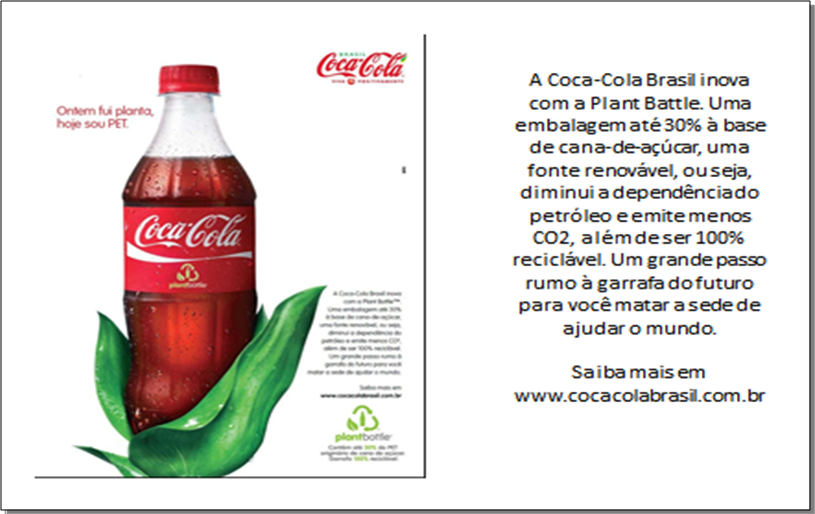 BRASIL
Coca-Cola
VIVA POSITIVAMENTE
Ontem fui planta,
hoje sou PET.
Coca-Cola
plantbottle
A Coca-Cola Brasil inova
com a Plant Bottle™.
Uma embalagem até 30%
à base de cana-de-açúcar,
uma fonte renovável, ou seja,
diminui a dependência do
petróleo e emite menos CO²,
além de ser 100% reciclável.
Um grande passo rumo à
garrafa do futuro para você
matar a sede de ajudar o mundo.
Saiba mais em
www.cocacolabrasil.com.br
plantbottle™
Contém até 30% de PET
originário da cana de açúcar.
Garrafa 100% reciclável.
A Coca-Cola Brasil inova
com a Plant Battle. Uma
embalagem até 30% à base
de cana-de-açúcar, uma
fonte renovável, ou seja,
diminui a dependência do
petróleo e emite menos
CO2, além de ser 100%
reciclável. Um grande passo
rumo à garrafa do futuro
para você matar a sede de
ajudar o mundo.
Saiba mais em
www.cocacolabrasil.com.br